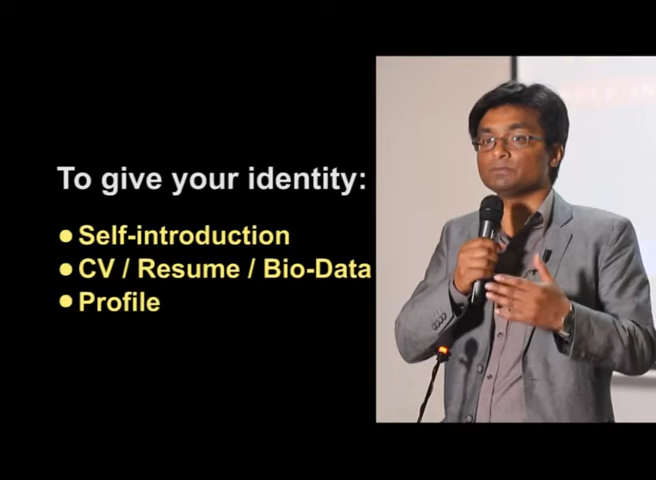 To give your identity:
● Self-introduction
● CV / Resume / Bio-Data
● Profile